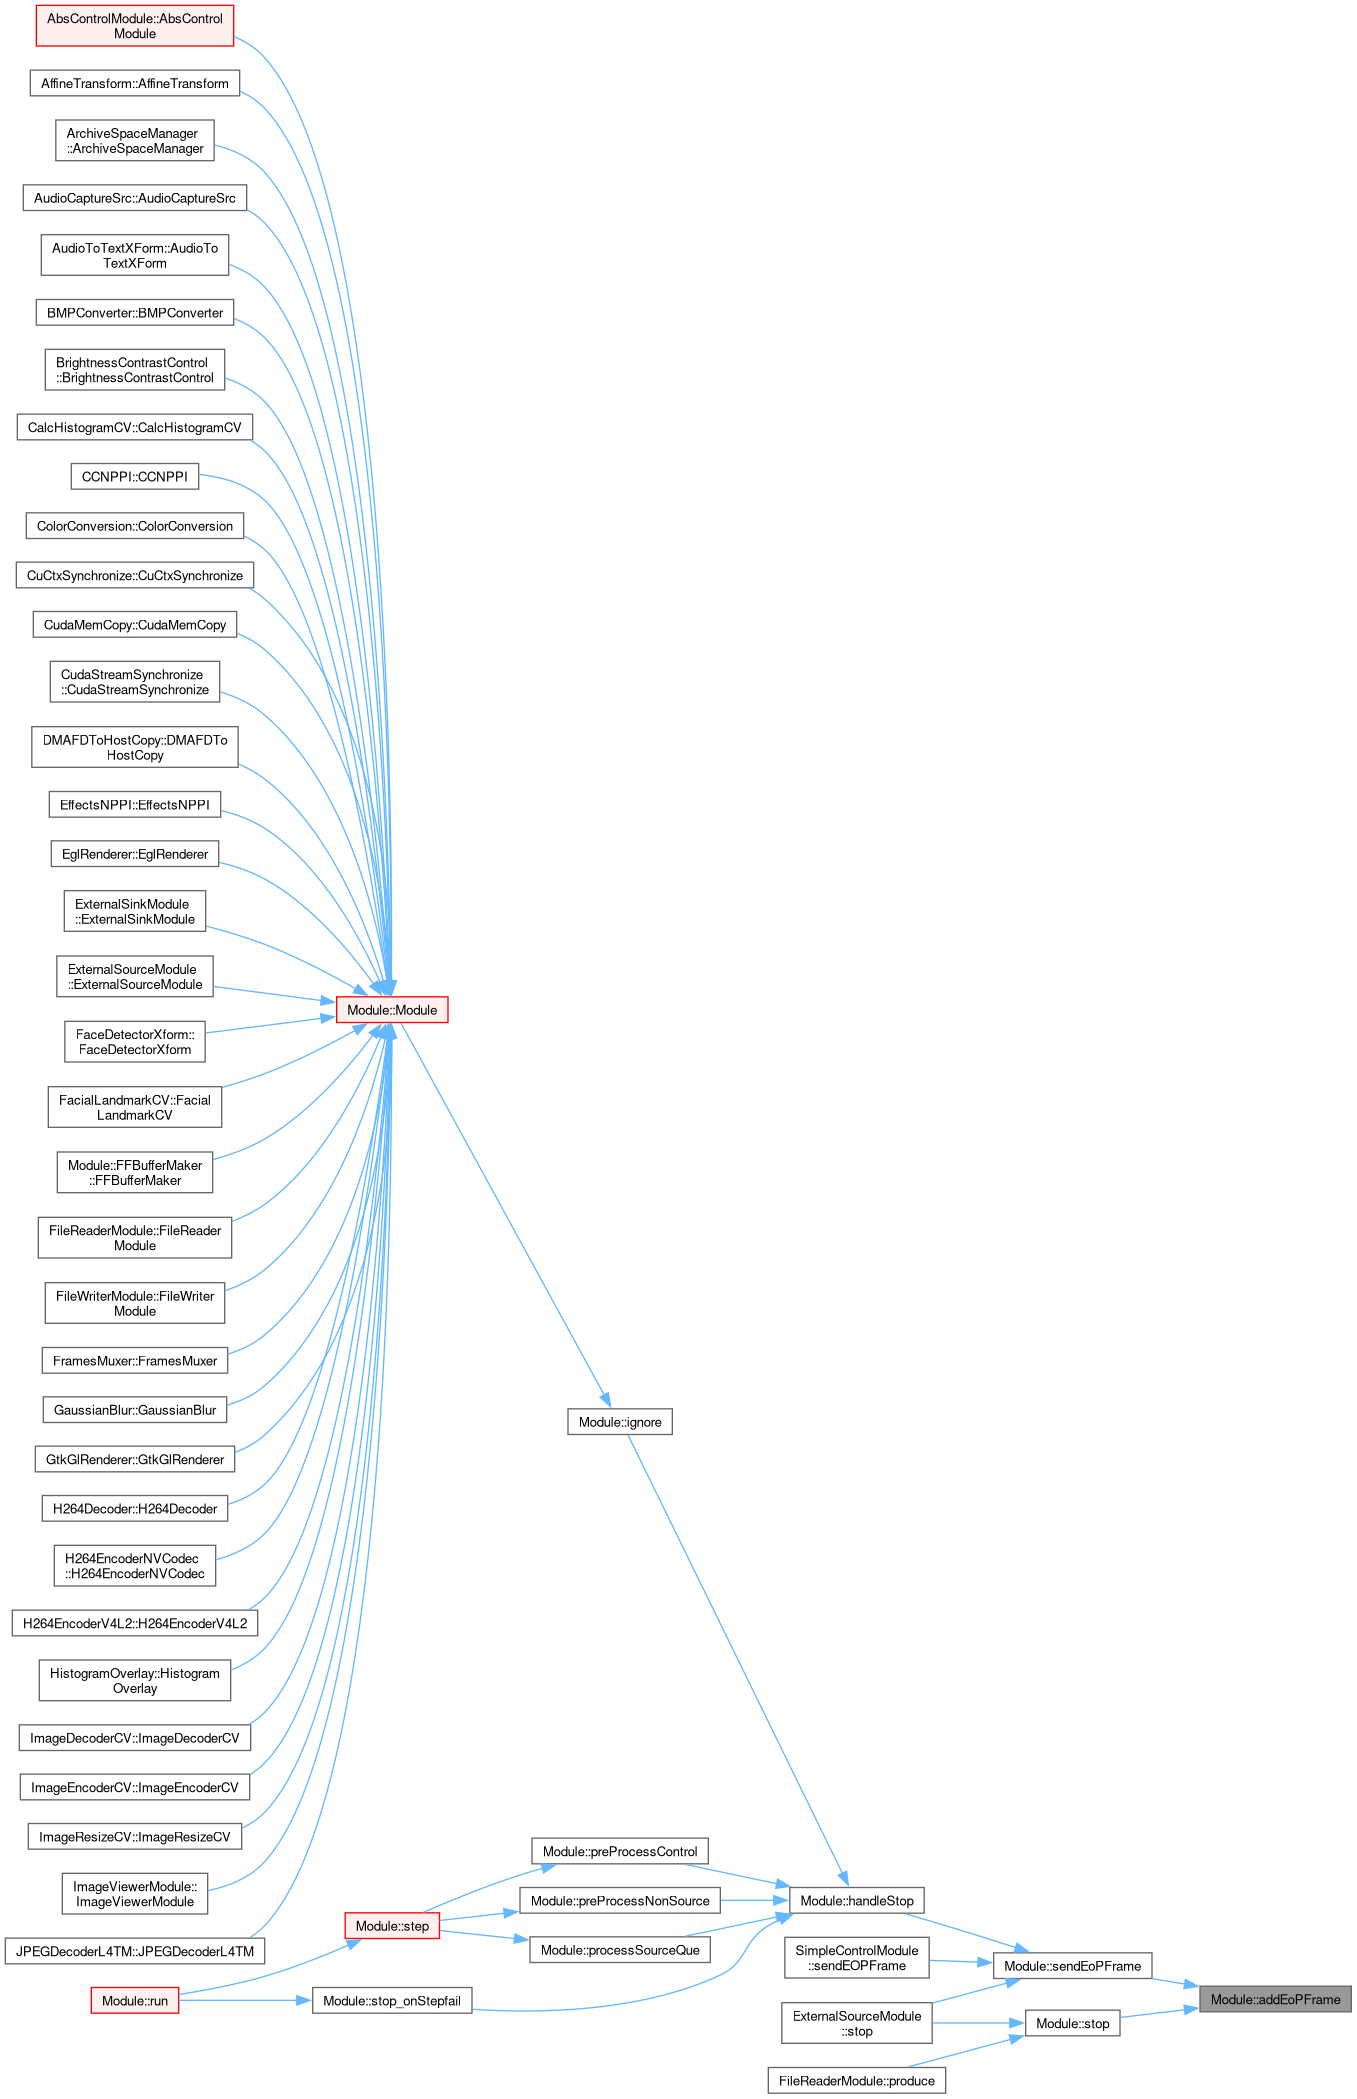 AbsControlModule::AbsControl
Module
AffineTransform::AffineTransform
ArchiveSpaceManager
::ArchiveSpaceManager
AudioCaptureSrc::AudioCaptureSrc
AudioToTextXForm::AudioTo
TextXForm
BMPConverter::BMPConverter
BrightnessContrastControl
::BrightnessContrastControl
CalcHistogramCV::CalcHistogramCV
CCNPPI::CCNPPI
ColorConversion::ColorConversion
CuCtxSynchronize::CuCtxSynchronize
CudaMemCopy::CudaMemCopy
CudaStreamSynchronize
::CudaStreamSynchronize
DMAFDToHostCopy::DMAFDTo
HostCopy
EffectsNPPI::EffectsNPPI
EglRenderer::EglRenderer
ExternalSinkModule
::ExternalSinkModule
ExternalSourceModule
::ExternalSourceModule
Module::Module
FaceDetectorXform::
FaceDetectorXform
FacialLandmarkCV::Facial
LandmarkCV
Module::FFBufferMaker
::FFBufferMaker
FileReaderModule::FileReader
Module
FileWriterModule::FileWriter
Module
FramesMuxer::FramesMuxer
GaussianBlur::GaussianBlur
Module::ignore
GtkGlRenderer::GtkGlRenderer
H264Decoder::H264Decoder
H264EncoderNVCodec
::H264EncoderNVCodec
H264EncoderV4L2::H264EncoderV4L2
HistogramOverlay::Histogram
Overlay
ImageDecoderCV::ImageDecoderCV
ImageEncoderCV::ImageEncoderCV
ImageResizeCV::ImageResizeCV
ImageViewerModule::
ImageViewerModule
JPEGDecoderL4TM::JPEGDecoderL4TM
Module::preProcessControl
Module::preProcessNonSource
Module::handleStop
Module::step
Module::processSourceQue
SimpleControlModule
::sendEOPFrame
Module::sendEoPFrame
Module::run
Module::stop_onStepfail
Module::addEoPFrame
ExternalSourceModule
::stop
Module::stop
FileReaderModule::produce